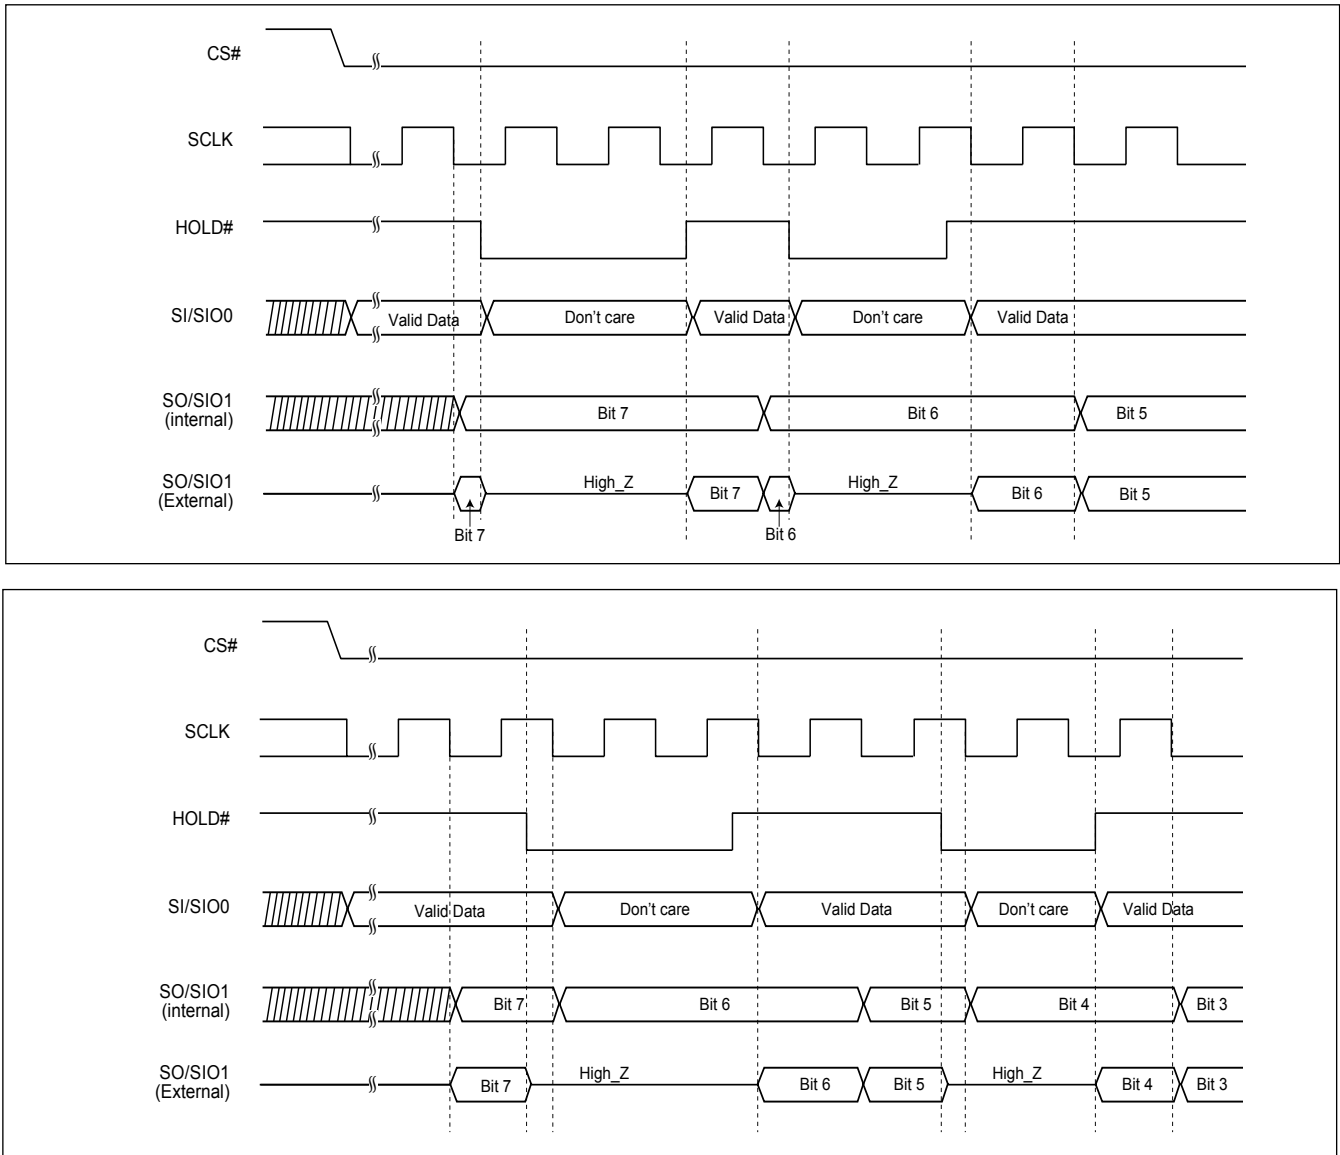 CS#
SCLK
HOLD#
SI/SIO0 Valid Data Don't care Valid Data Don't care Valid Data
SO/SIO1
(internal) Bit 7 Bit 6 Bit 5
SO/SIO1
(External) High_Z Bit 7 High_Z Bit 6 Bit 5
Bit 7 Bit 6
CS#
SCLK
HOLD#
SI/SIO0 Valid Data Don't care Valid Data Don't care Valid Data
SO/SIO1
(internal) Bit 7 Bit 6 Bit 5 Bit 4 Bit 3
SO/SIO1
(External) Bit 7 High_Z Bit 6 Bit 5 High_Z Bit 4 Bit 3